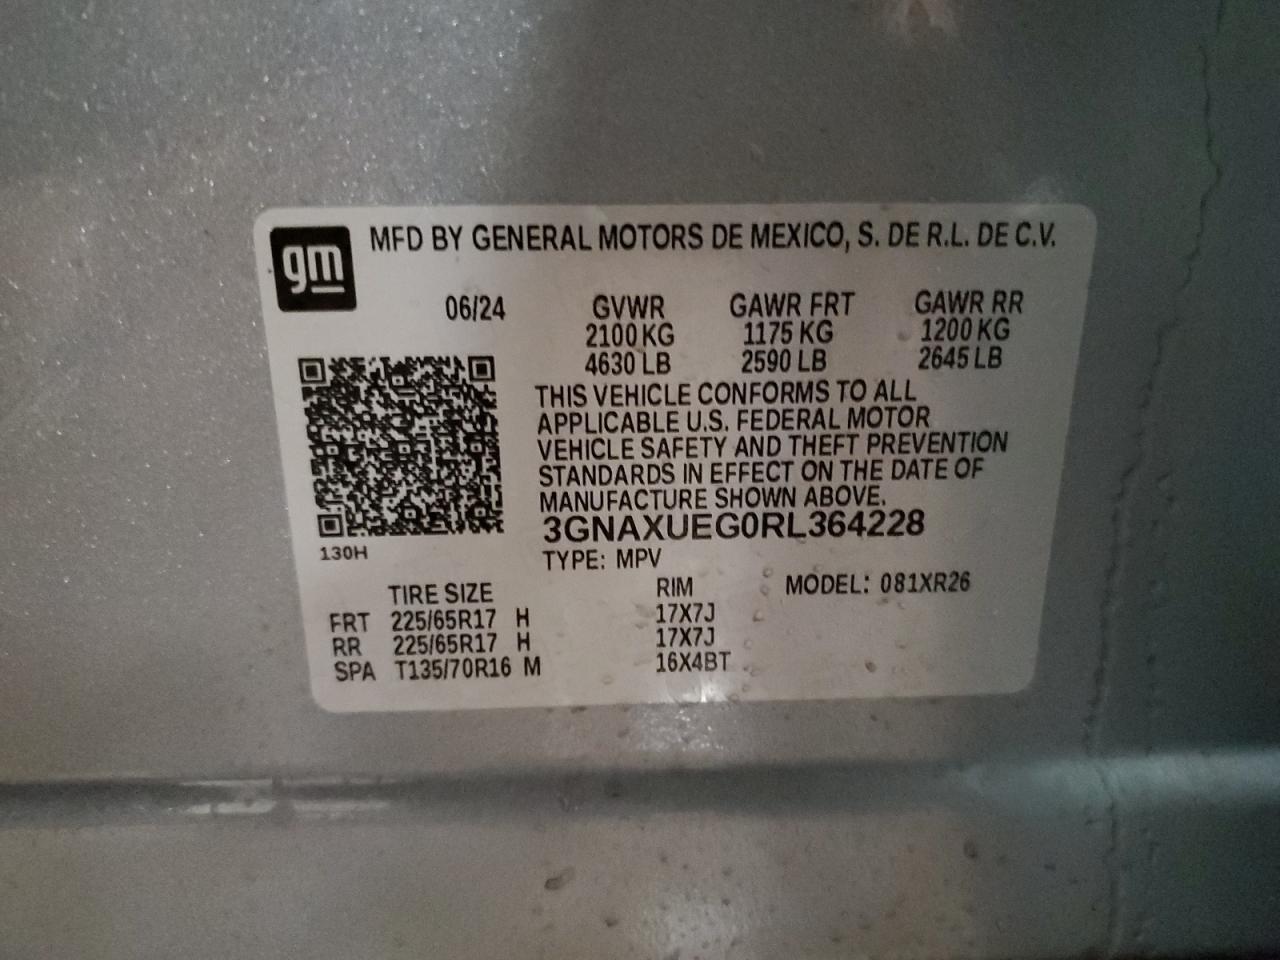 gm
MFD BY GENERAL MOTORS DE MEXICO, S. DE R.L. DE C.V.
06/24 GVWR GAWR FRT GAWR RR
2100 KG 1175 KG 1200 KG
4630 LB 2590 LB 2645 LB
THIS VEHICLE CONFORMS TO ALL
APPLICABLE U.S. FEDERAL MOTOR
VEHICLE SAFETY AND THEFT PREVENTION
STANDARDS IN EFFECT ON THE DATE OF
MANUFACTURE SHOWN ABOVE.
3GNAXUEG0RL364228
130H
TYPE: MPV
TIRE SIZE RIM MODEL: 081XR26
FRT 225/65R17 H 17X7J
RR 225/65R17 H 17X7J
SPA T135/70R16 M 16X4BT